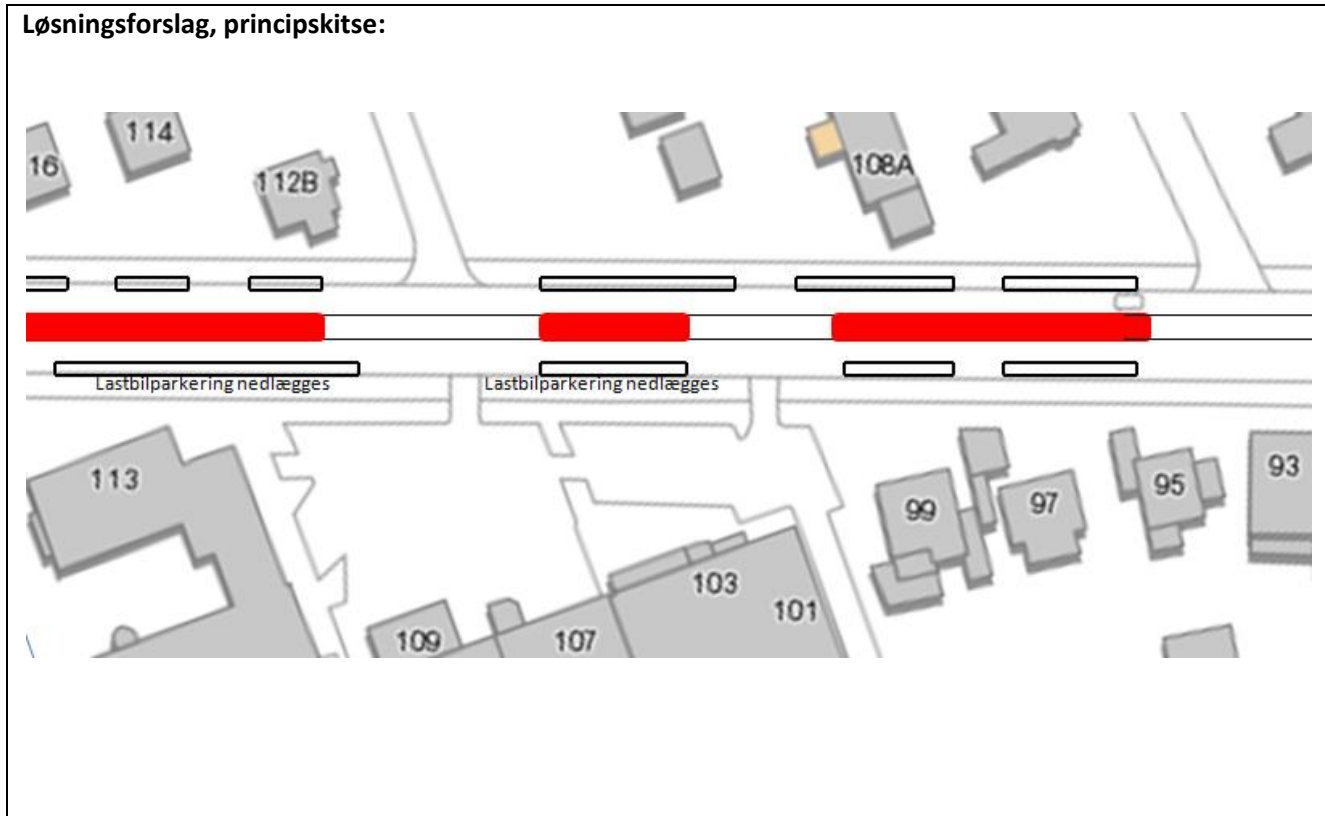 Løsningsforslag, principskitse:
114
16
112B
108A
Lastbilparkering nedlægges
Lastbilparkering nedlægges
113
93
95
97
99
103
101
109
107